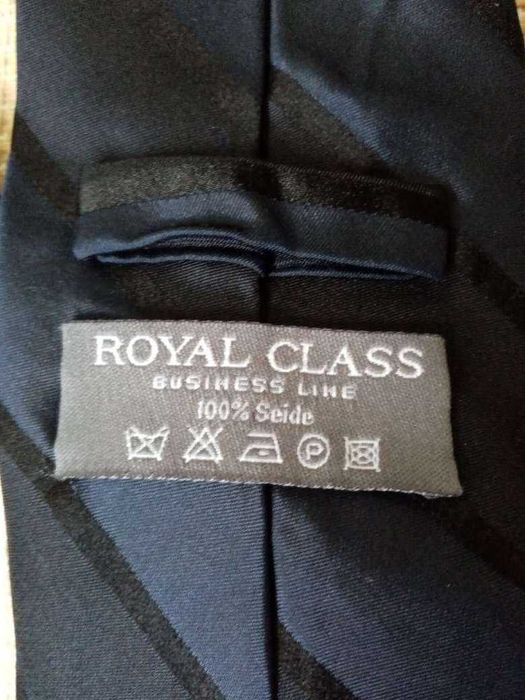 ROYAL CLASS
BUSINESS LINE
100% Seide
P